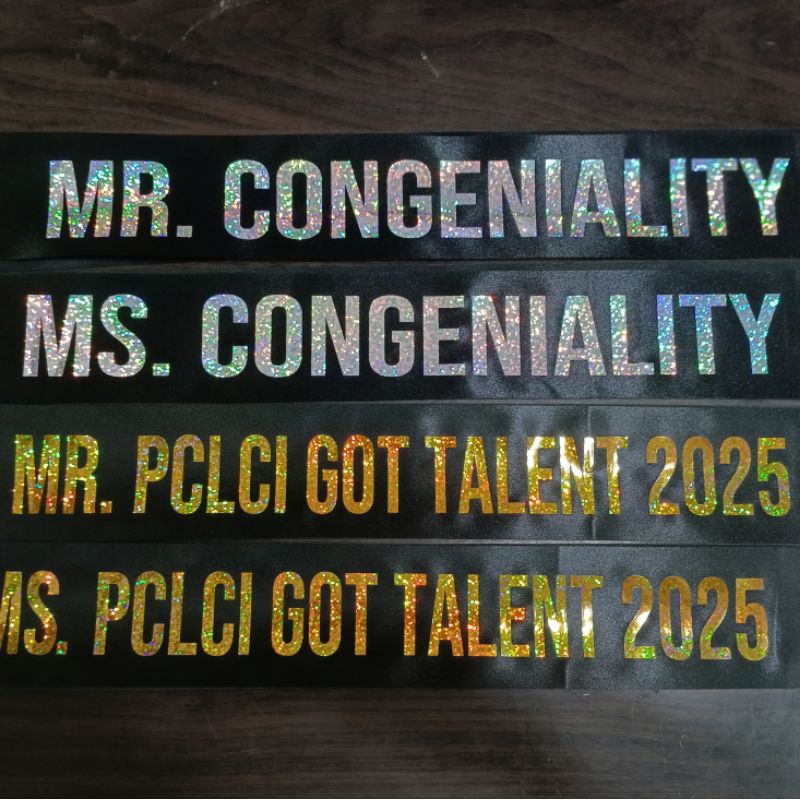 MR. CONGENIALITY
MS. CONGENIALITY
MR. PCLCI GOT TALENT 2025
MS. PCLCI GOT TALENT 2025